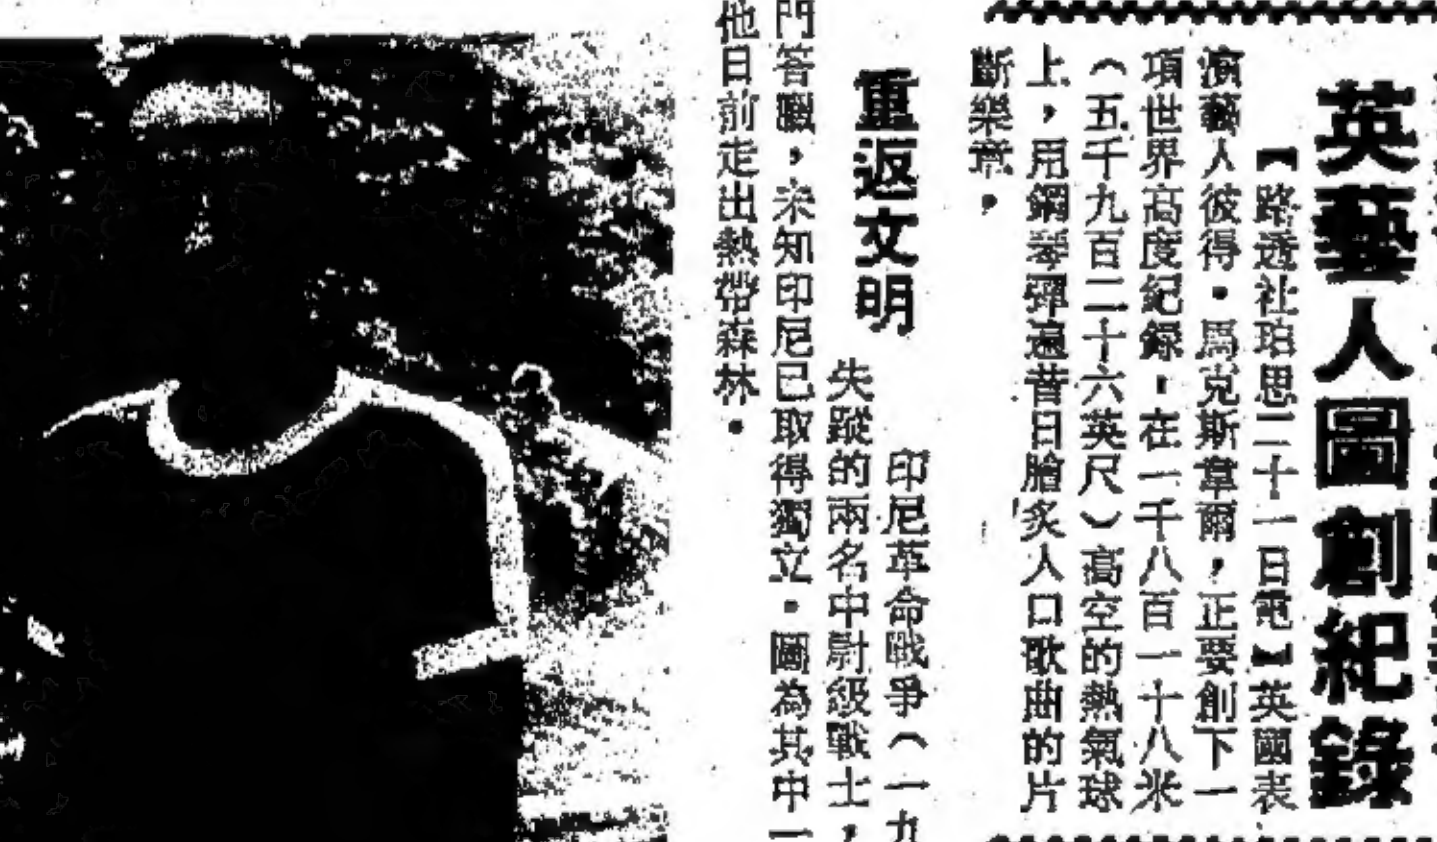 英藝人圖創紀錄
【路透社珀思二十一日電】英國表
演藝人彼得・馬克斯韋爾，正要創下一
項世界高度紀錄，在一千八百一十八米
（五千九百二十六英尺）高空的熱氣球
上，用鋼琴彈遍昔日膾炙人口歌曲的片
斷樂章。
重返文明
印尼革命戰爭（一九
失蹤的兩名中尉級戰士，
門答臘，未知印尼已取得獨立。圖為其中一
他日前走出熱帶森林。